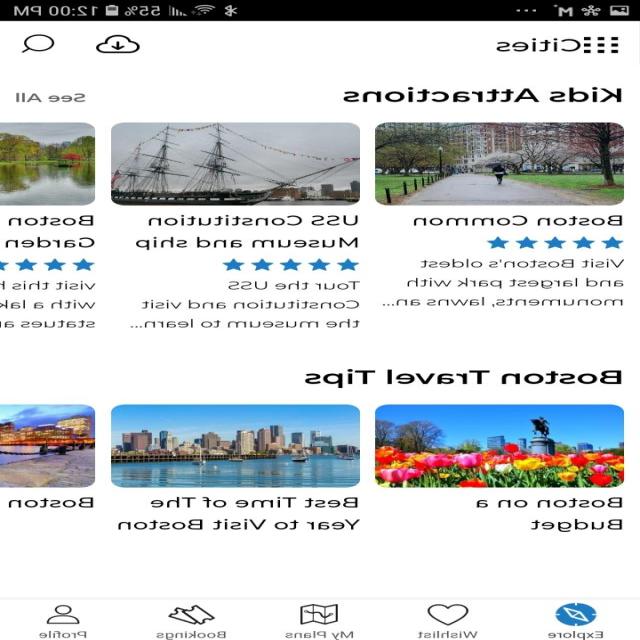 55% 12:00 PM
Cities
Kids Attractions
See All
Boston Common
Visit Boston's oldest
and largest park with
monuments, lawns an...
USS Constitution
Museum and ship
Tour the USS
Constitution and visit
the museum to learn...
Boston
Garden
visit this h
with a lak
statues ar
Boston Travel Tips
Boston on a
Budget
Best Time of The
Year to Visit Boston
Boston
Explore
Wishlist
My Plans
Bookings
Profile